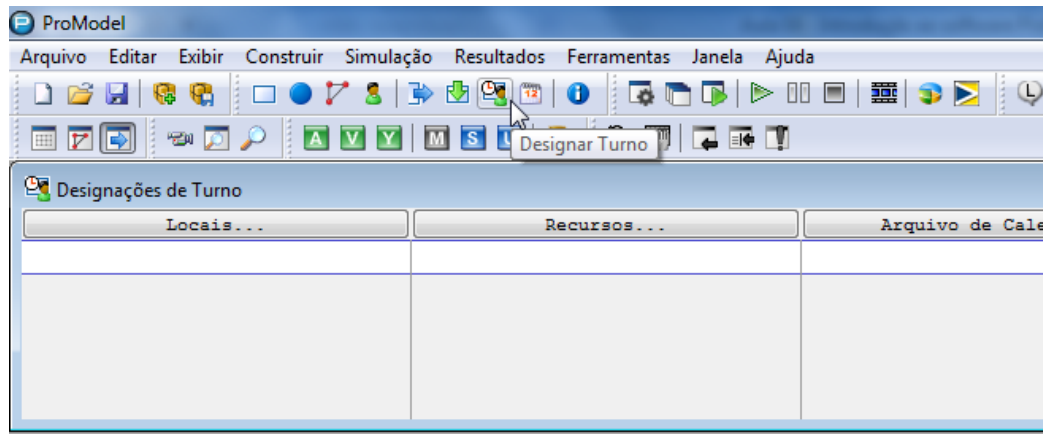 ProModel
Arquivo Editar Exibir Construir Simulação Resultados Ferramentas Janela Ajuda
12
A V Y M S
Designar Turno
Designações de Turno
Locais... Recursos... Arquivo de Cale